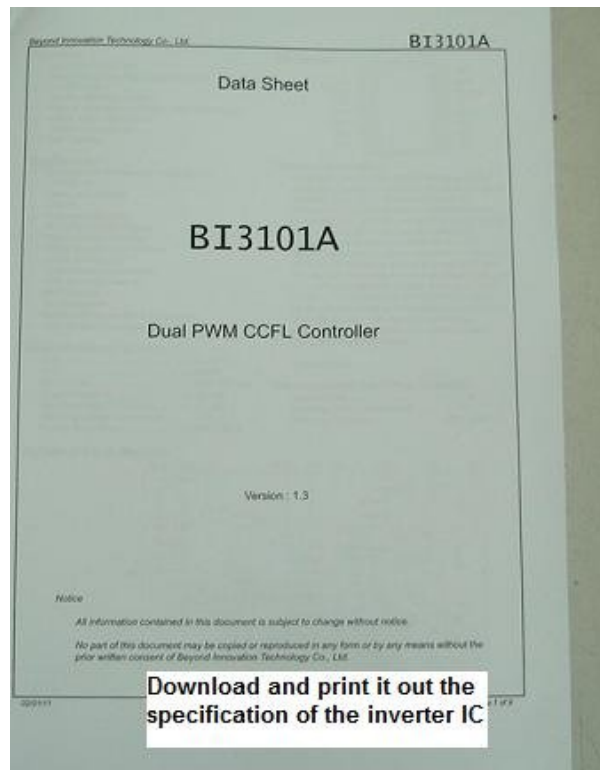 Beyond Innovation Technology Co., Ltd.
BI3101A
Data Sheet
BI3101A
Dual PWM CCFL Controller
Version : 1.3
Notice
All information contained in this document is subject to change without notice.
No part of this document may be copied or reproduced in any form or by any means without the
prior written consent of Beyond Innovation Technology Co., Ltd.
Download and print it out the
specification of the inverter IC